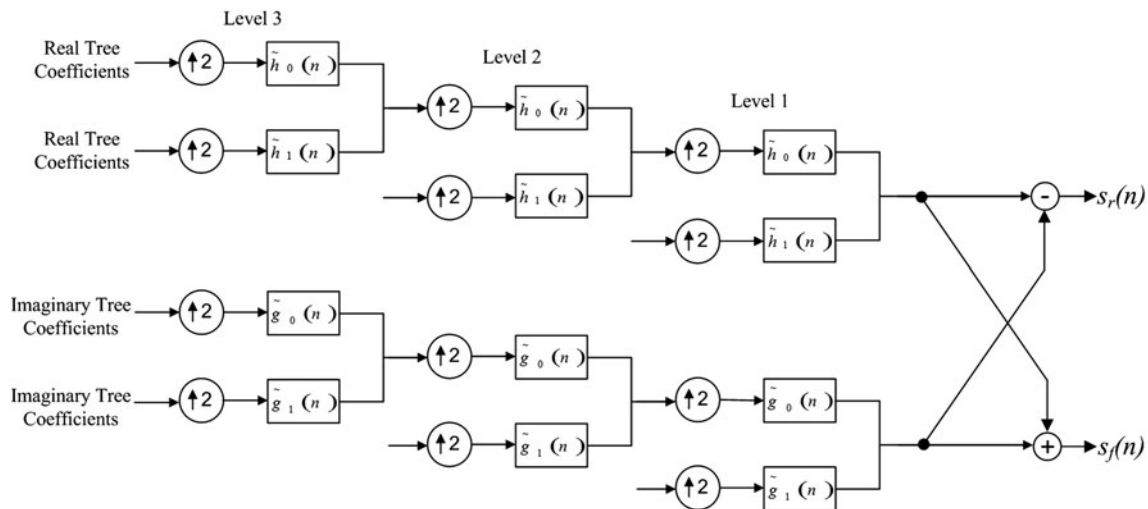 Level 3
Real Tree
Coefficients
↑2
h̃ 0 (n)
Level 2
↑2
h̃ 0 (n)
Real Tree
Coefficients
↑2
h̃ 1 (n)
Level 1
↑2
h̃ 0 (n)
↑2
h̃ 1 (n)
-
sr(n)
↑2
h̃ 1 (n)
Imaginary Tree
Coefficients
↑2
g̃ 0 (n)
↑2
g̃ 0 (n)
Imaginary Tree
Coefficients
↑2
g̃ 1 (n)
↑2
g̃ 0 (n)
↑2
g̃ 1 (n)
+
sf(n)
↑2
g̃ 1 (n)